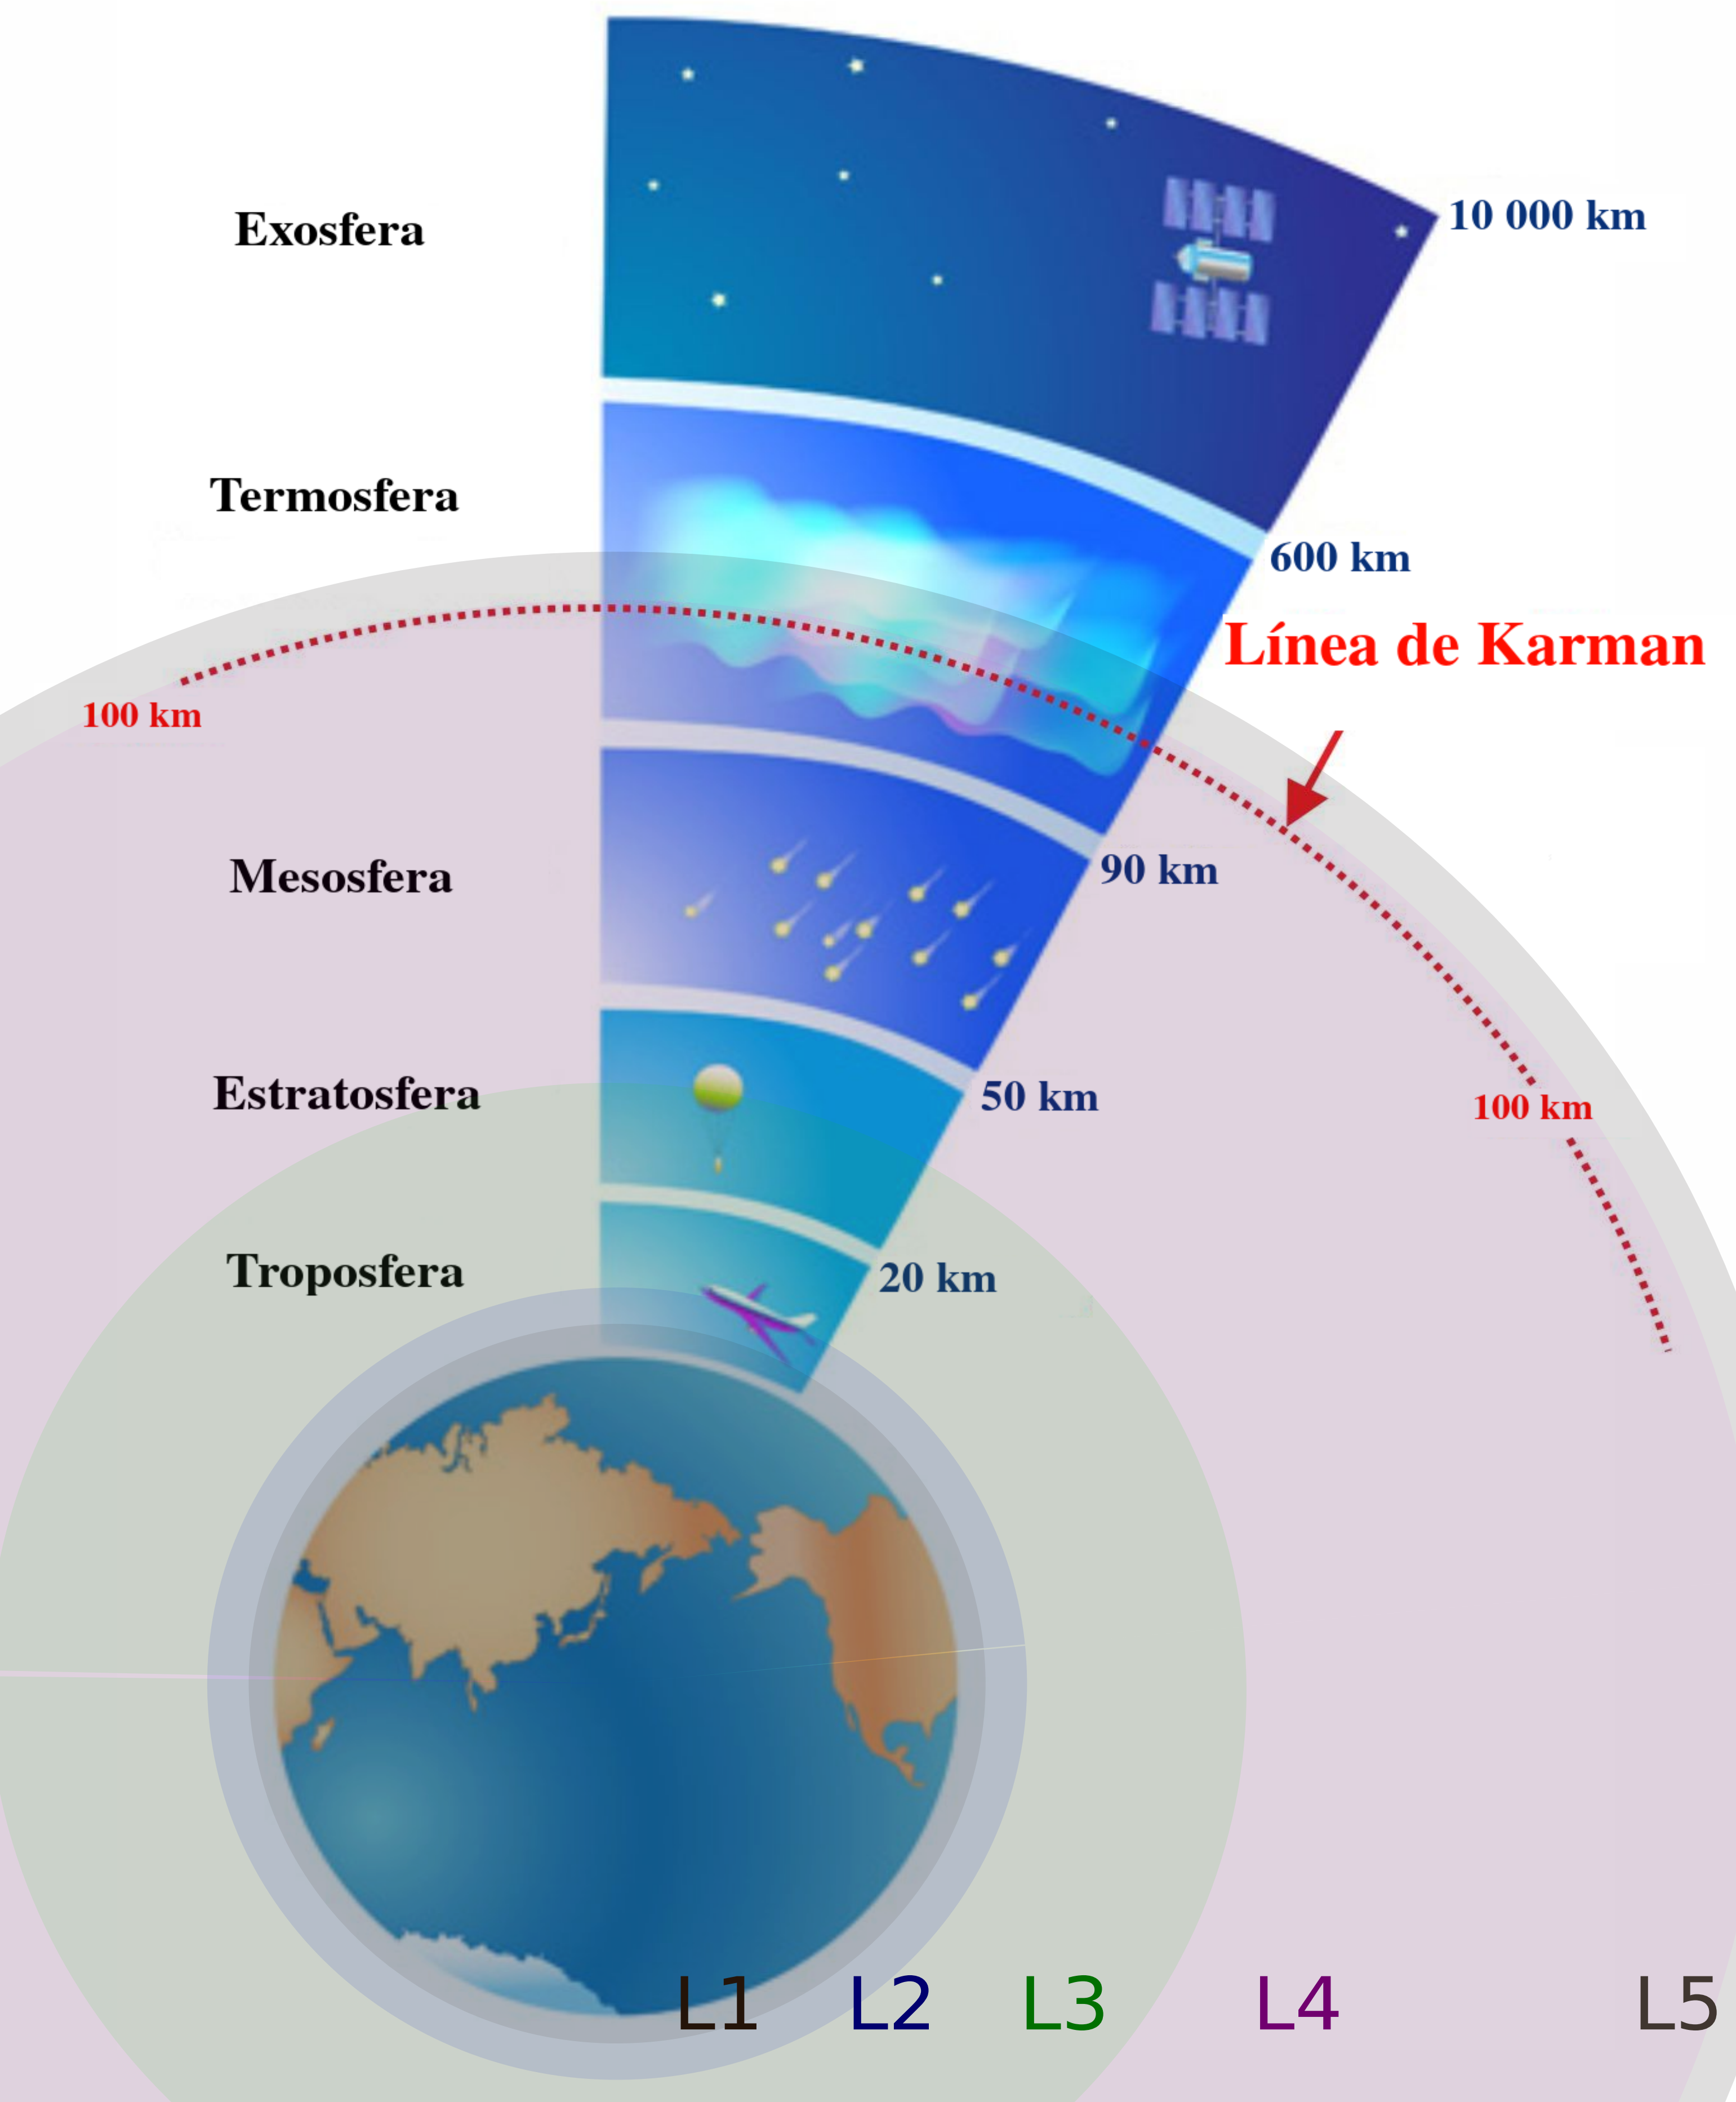 Exosfera
10 000 km
Termosfera
600 km
Línea de Karman
100 km
Mesosfera
90 km
Estratosfera
50 km
100 km
Troposfera
20 km
L1 L2 L3 L4 L5